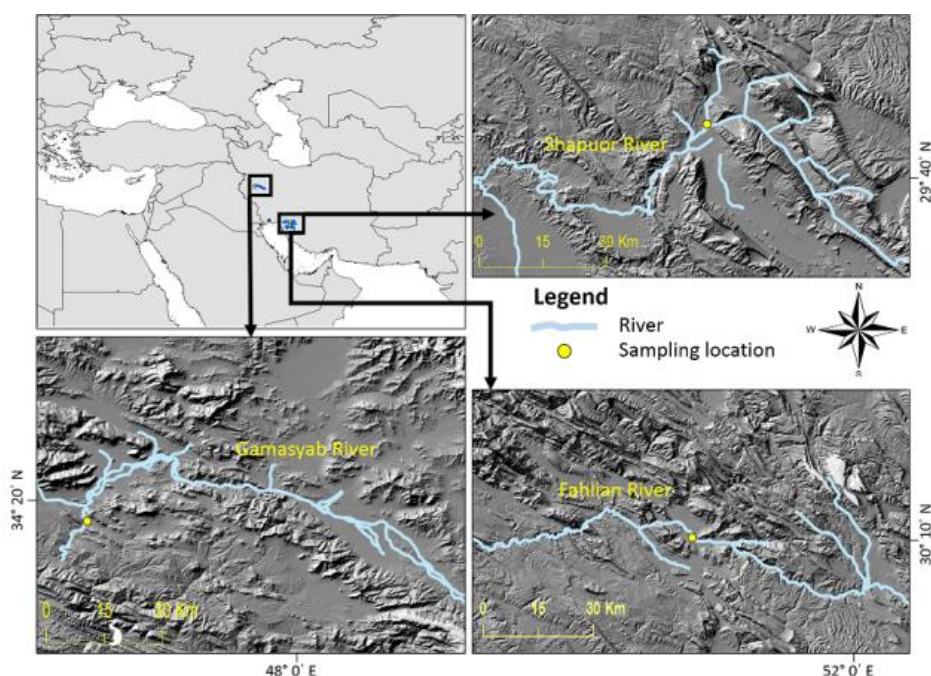 Shapuor River
29° 40' N
0 15 30 Km
Legend
River
Sampling location
N
W E
S
Gamasyab River
34° 20' N
0 15 30 Km
48° 0' E
Fahlian River
30° 10' N
0 15 30 Km
52° 0' E